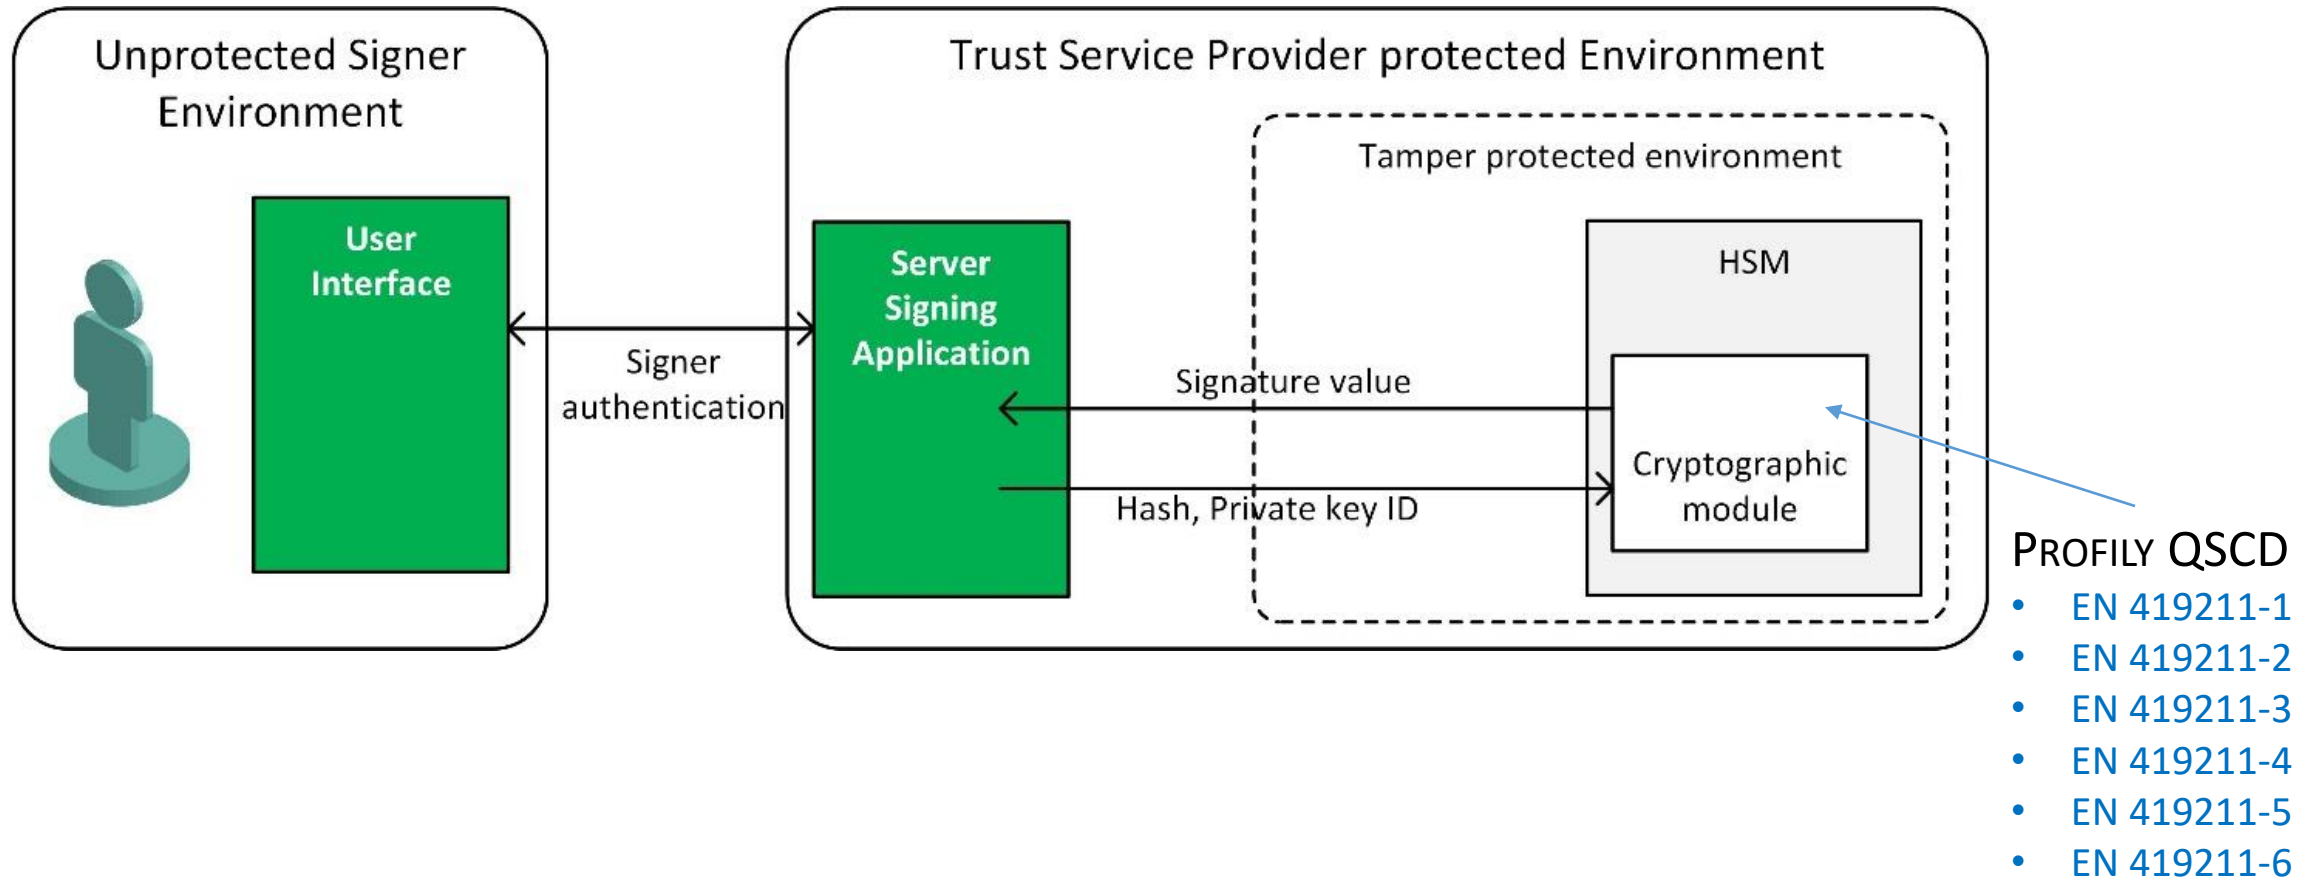 Unprotected Signer
Environment
User
Interface
Signer
authentication
Trust Service Provider protected Environment
Tamper protected environment
Server
Signing
Application
HSM
Signature value
Hash, Private key ID
Cryptographic
module
PROFILY QSCD
• EN 419211-1
• EN 419211-2
• EN 419211-3
• EN 419211-4
• EN 419211-5
• EN 419211-6